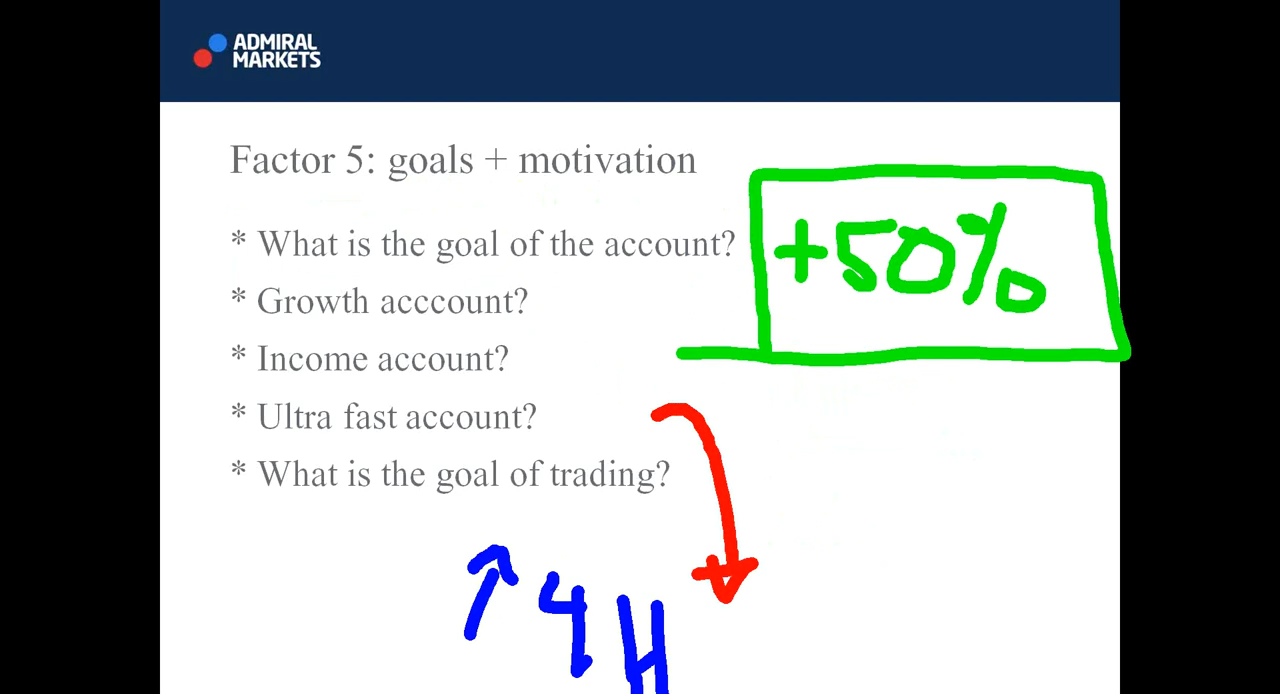 ADMIRAL
MARKETS
Factor 5: goals + motivation
* What is the goal of the account?
+50%
* Growth acccount?
* Income account?
* Ultra fast account?
* What is the goal of trading?
4H